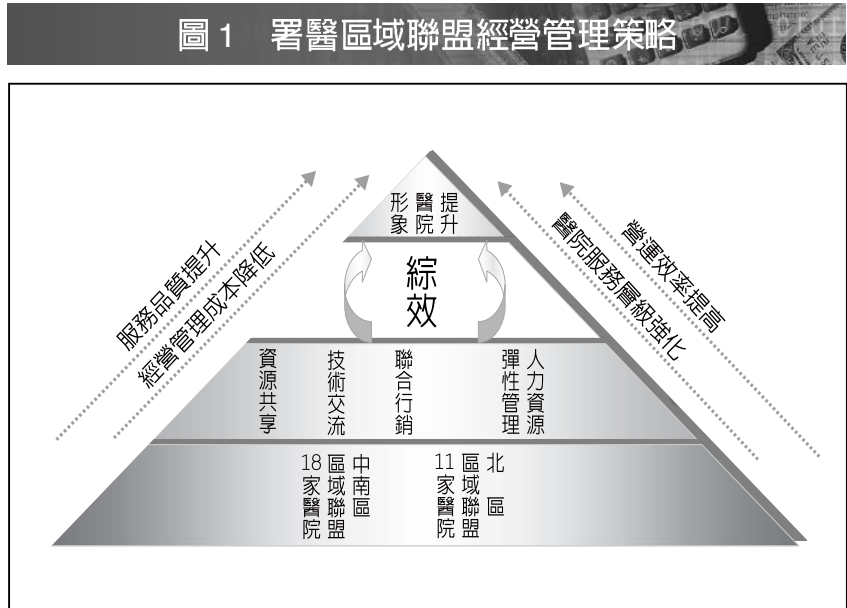 圖 1　署醫區域聯盟經營管理策略
提升
醫院
形象
綜效
服務品質提升
經營管理成本降低
營運效率提高
醫院服務層級強化
人力資源
彈性管理
聯合行銷
技術交流
資源共享
北區
區域聯盟
11家醫院
中南區
區域聯盟
18家醫院